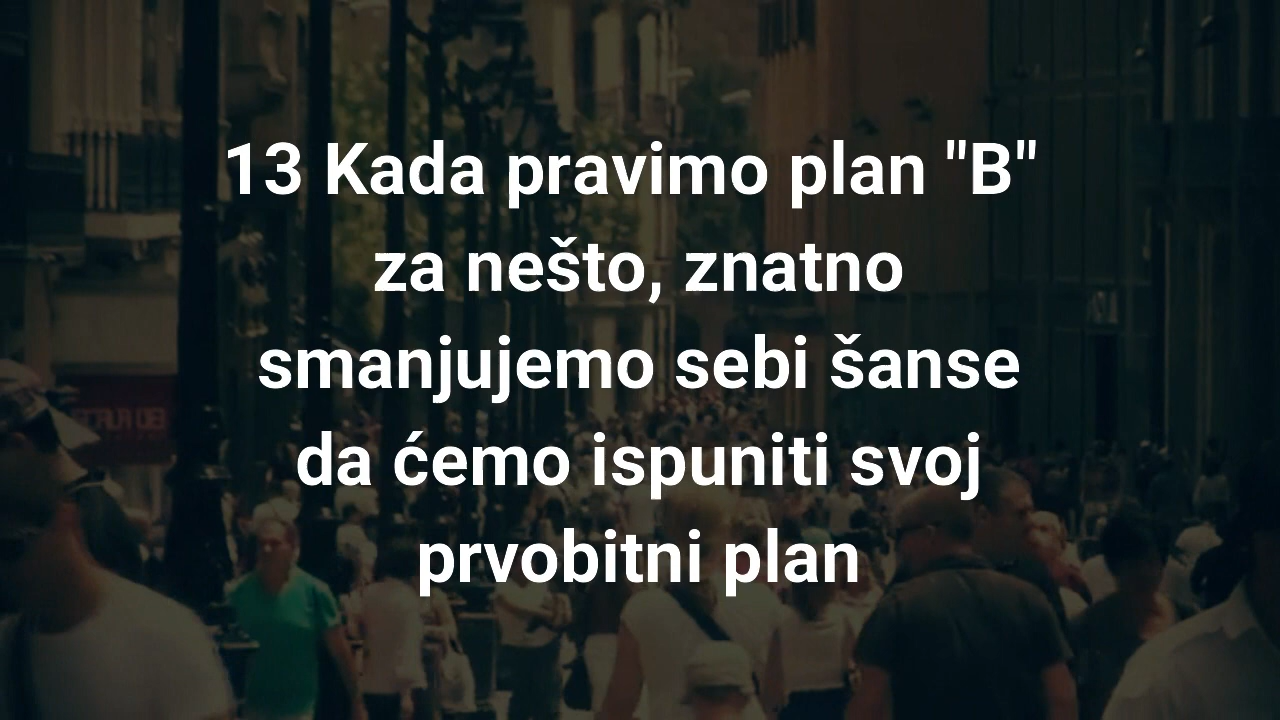 13 Kada pravimo plan "B"
za nešto, znatno
smanjujemo sebi šanse
da ćemo ispuniti svoj
prvobitni plan